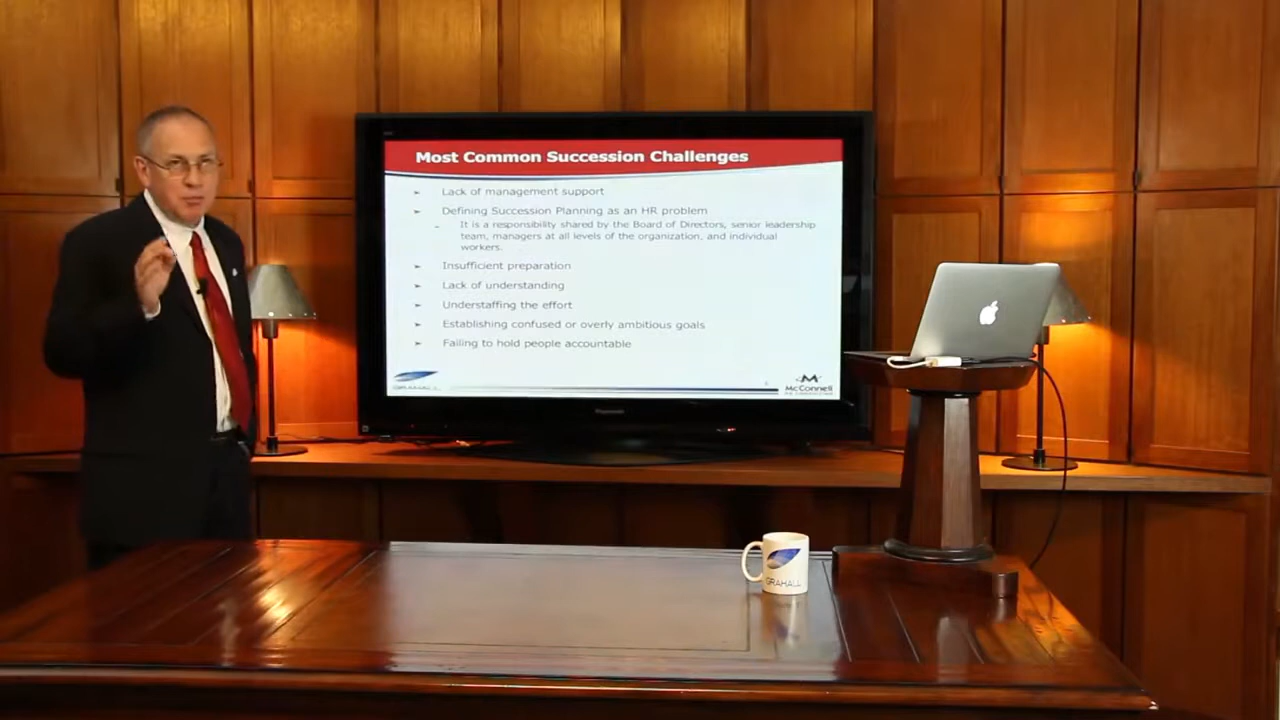 Most Common Succession Challenges
Lack of management support
Defining Succession Planning as an HR problem
It is a responsibility shared by the Board of Directors, senior leadership
team, managers at all levels of the organization, and individual
workers.
Insufficient preparation
Lack of understanding
Understaffing the effort
Establishing confused or overly ambitious goals
Failing to hold people accountable
McConnell
Panasonic
GRAHALL